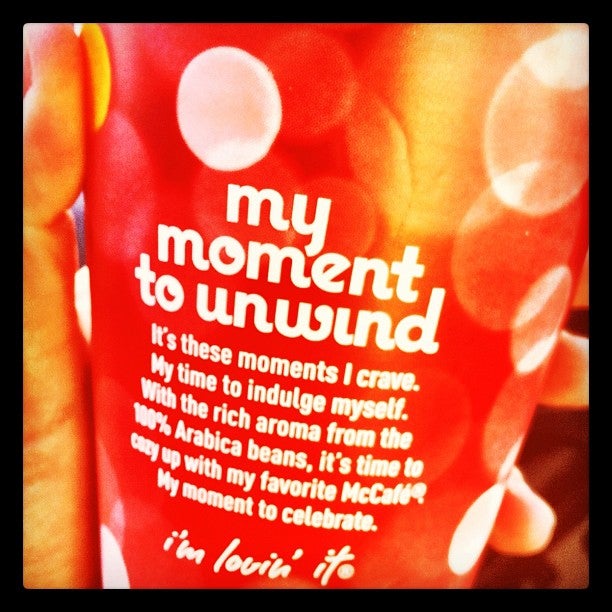 my
moment
to unwind
It's these moments I crave.
My time to indulge myself.
With the rich aroma from the
100% Arabica beans, it's time to
cozy up with my favorite McCafé®.
My moment to celebrate.
i'm lovin' it®